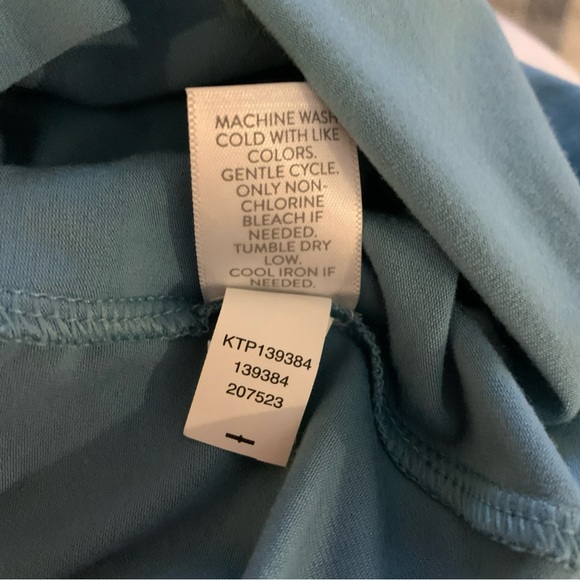 MACHINE WASH
COLD WITH LIKE
COLORS.
GENTLE CYCLE.
ONLY NON-
CHLORINE
BLEACH IF
NEEDED.
TUMBLE DRY
LOW.
COOL IRON IF
NEEDED.
KTP139384
139384
207523